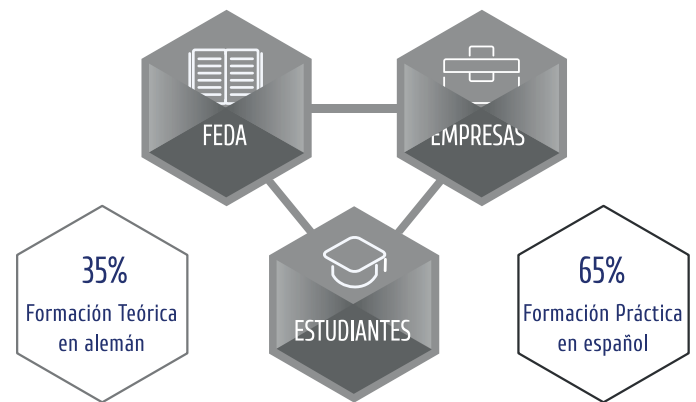 FEDA
EMPRESAS
ESTUDIANTES
35%
Formación Teórica
en alemán
65%
Formación Práctica
en español